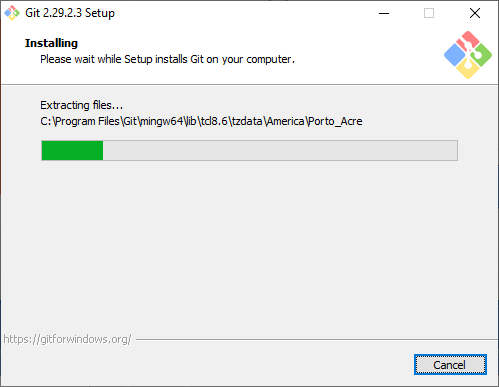 Git 2.29.2.3 Setup
Installing
Please wait while Setup installs Git on your computer.
Extracting files...
C:\Program Files\Git\mingw64\lib\tcl8.6\tzdata\America\Porto_Acre
https://gitforwindows.org/
Cancel